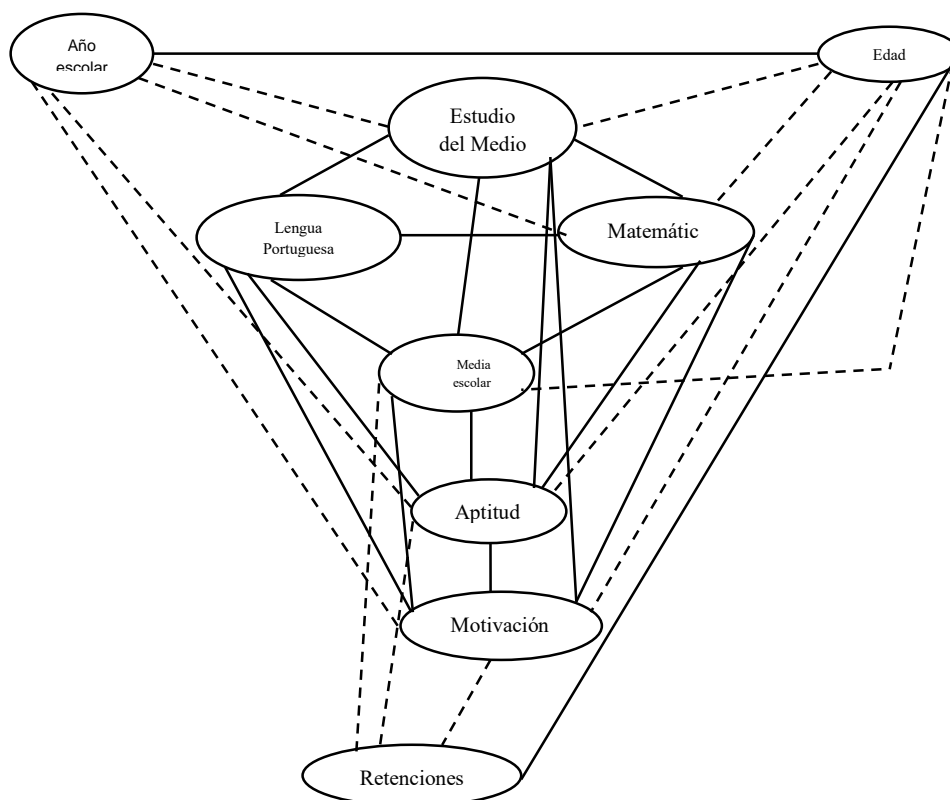 Año
escolar
Edad
Estudio
del Medio
Lengua
Portuguesa
Matemátic
Media
escolar
Aptitud
Motivación
Retenciones